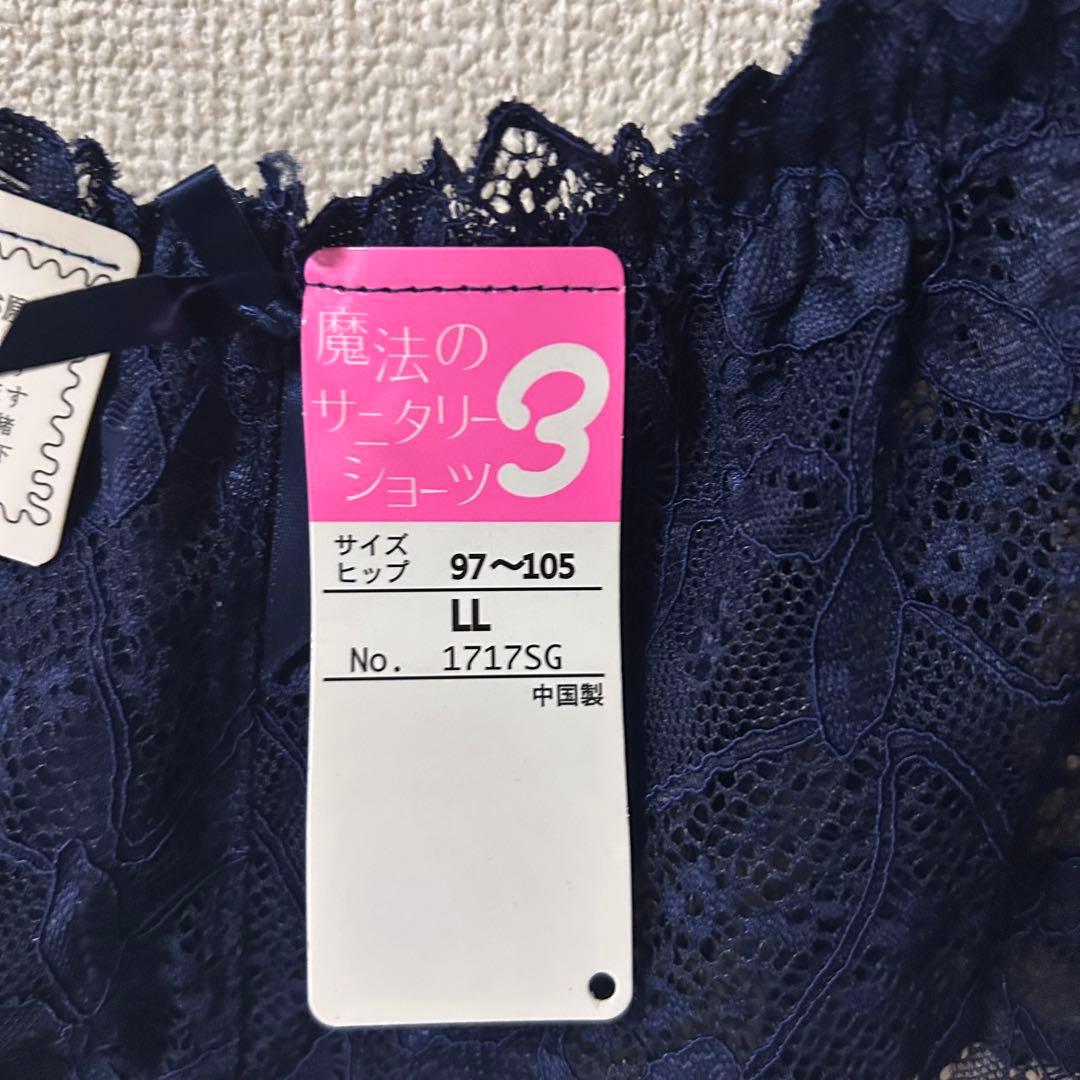 魔法の
サニタリー
ショーツ
3
サイズ
ヒップ 97〜105
LL
No. 1717SG
中国製